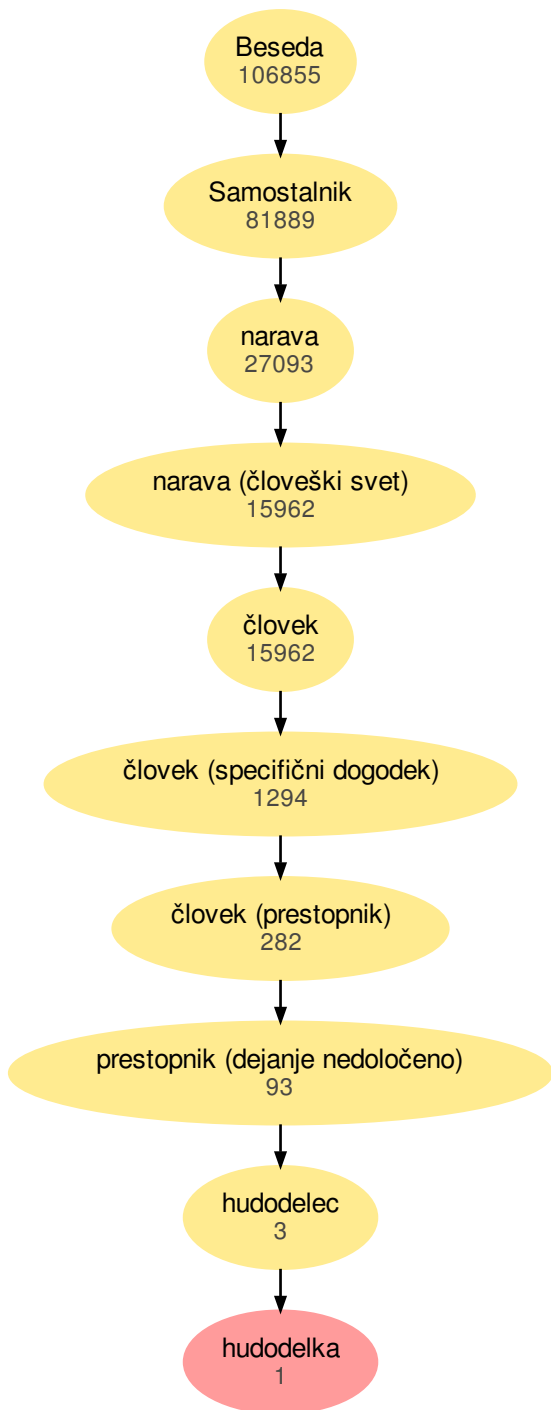 Beseda
106855
Samostalnik
81889
narava
27093
narava (človeški svet)
15962
človek
15962
človek (specifični dogodek)
1294
človek (prestopnik)
282
prestopnik (dejanje nedoločeno)
93
hudodelec
3
hudodelka
1